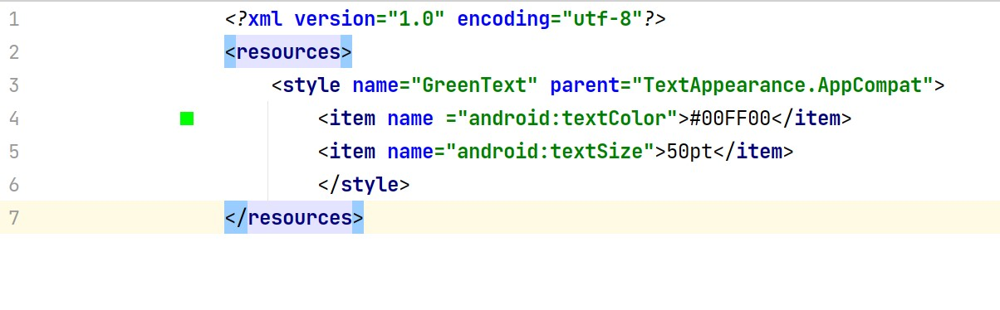 1 <?xml version="1.0" encoding="utf-8"?>
2 <resources>
3     <style name="GreenText" parent="TextAppearance.AppCompat">
4         <item name ="android:textColor">#00FF00</item>
5         <item name="android:textSize">50pt</item>
6         </style>
7 </resources>